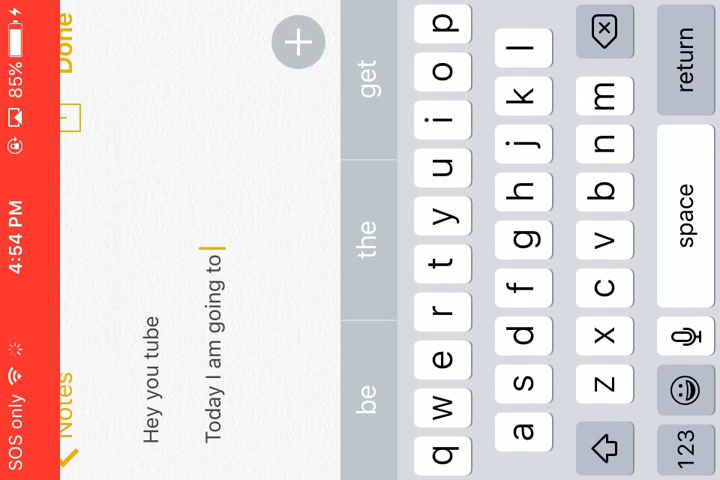 SOS only 4:54 PM 85%
Notes Done
Hey you tube
Today I am going to
be the get
q w e r t y u i o p
a s d f g h j k l
z x c v b n m
123 space return